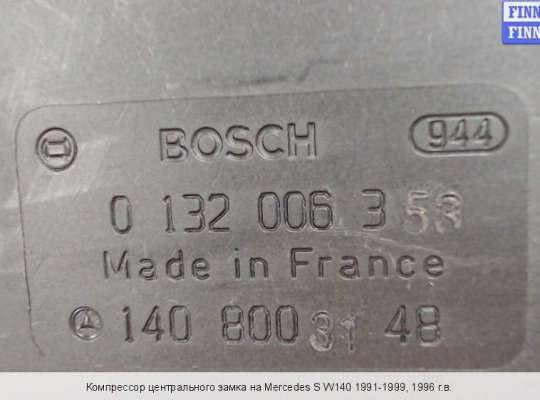 FINN
FINN
BOSCH 944
0 132 006 3 53
Made in France
140 800 31 48
Компрессор центрального замка на Mercedes S W140 1991-1999, 1996 г.в.